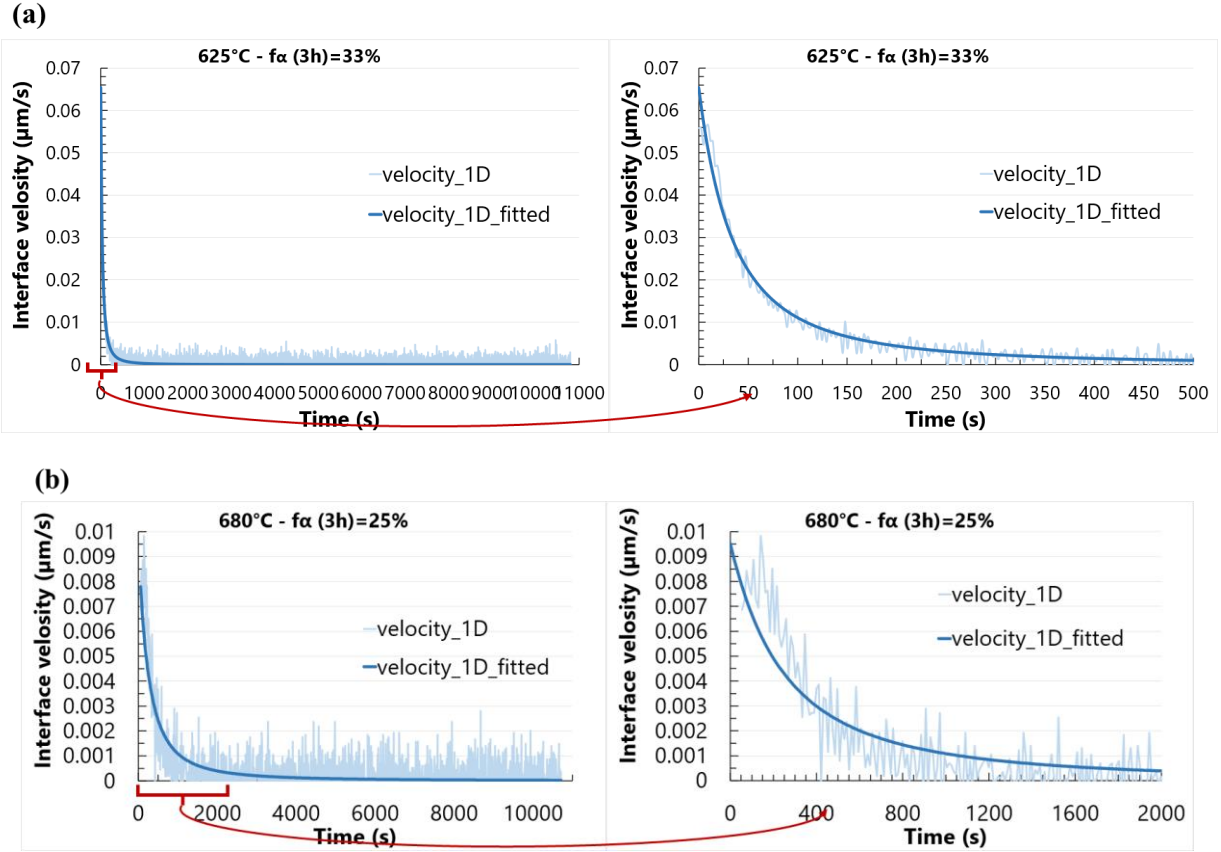 (a)
625°C - fα (3h)=33%
0.07
0.06
0.05
0.04
0.03
0.02
0.01
0
Interface velosity (µm/s)
velocity_1D
velocity_1D_fitted
0 1000 2000 3000 4000 5000 6000 7000 8000 9000 10000 11000
Time (s)
625°C - fα (3h)=33%
0.07
0.06
0.05
0.04
0.03
0.02
0.01
0
Interface velosity (µm/s)
velocity_1D
velocity_1D_fitted
0 50 100 150 200 250 300 350 400 450 500
Time (s)
(b)
680°C - fα (3h)=25%
0.01
0.009
0.008
0.007
0.006
0.005
0.004
0.003
0.002
0.001
0
Interface velosity (µm/s)
velocity_1D
velocity_1D_fitted
0 2000 4000 6000 8000 10000
Time (s)
680°C - fα (3h)=25%
0.01
0.009
0.008
0.007
0.006
0.005
0.004
0.003
0.002
0.001
0
Interface velosity (µm/s)
velocity_1D
velocity_1D_fitted
0 400 800 1200 1600 2000
Time (s)